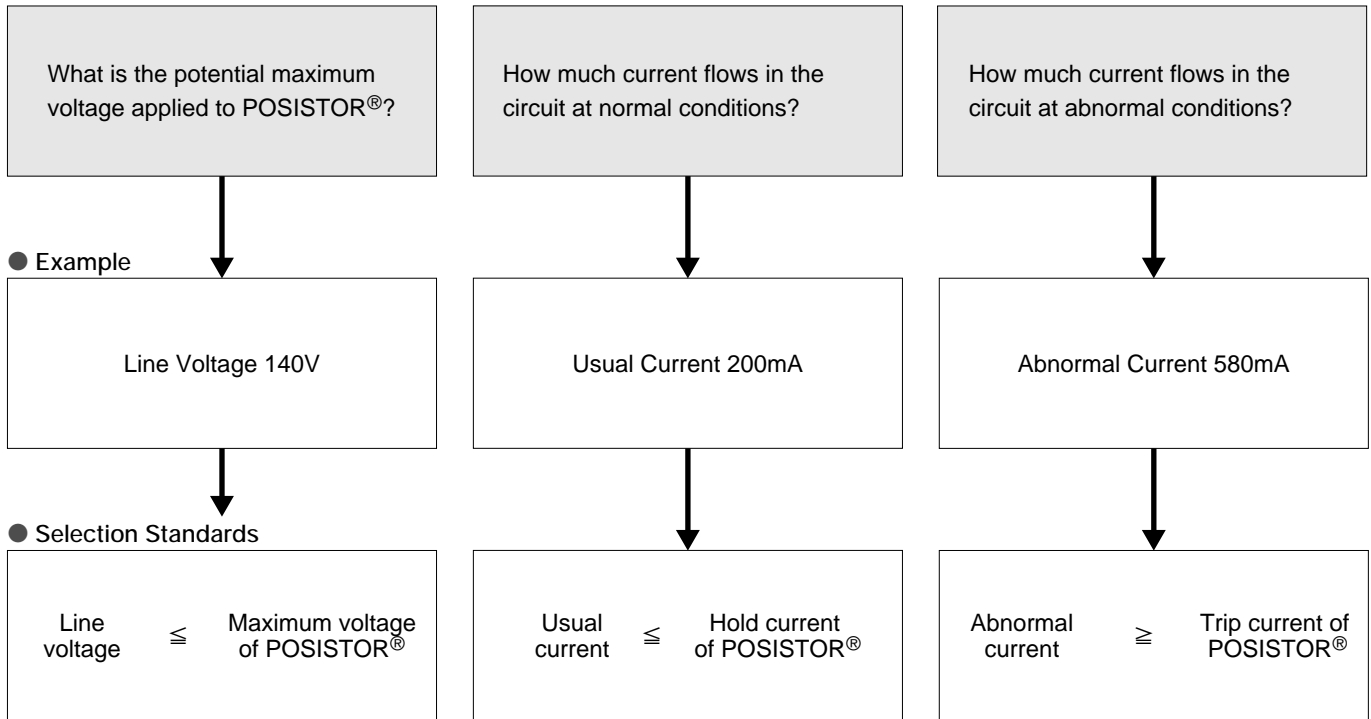 What is the potential maximum
voltage applied to POSISTOR®?
How much current flows in the
circuit at normal conditions?
How much current flows in the
circuit at abnormal conditions?
● Example
Line Voltage 140V
Usual Current 200mA
Abnormal Current 580mA
● Selection Standards
Line
voltage
≦
Maximum voltage
of POSISTOR®
Usual
current
≦
Hold current
of POSISTOR®
Abnormal
current
≧
Trip current of
POSISTOR®